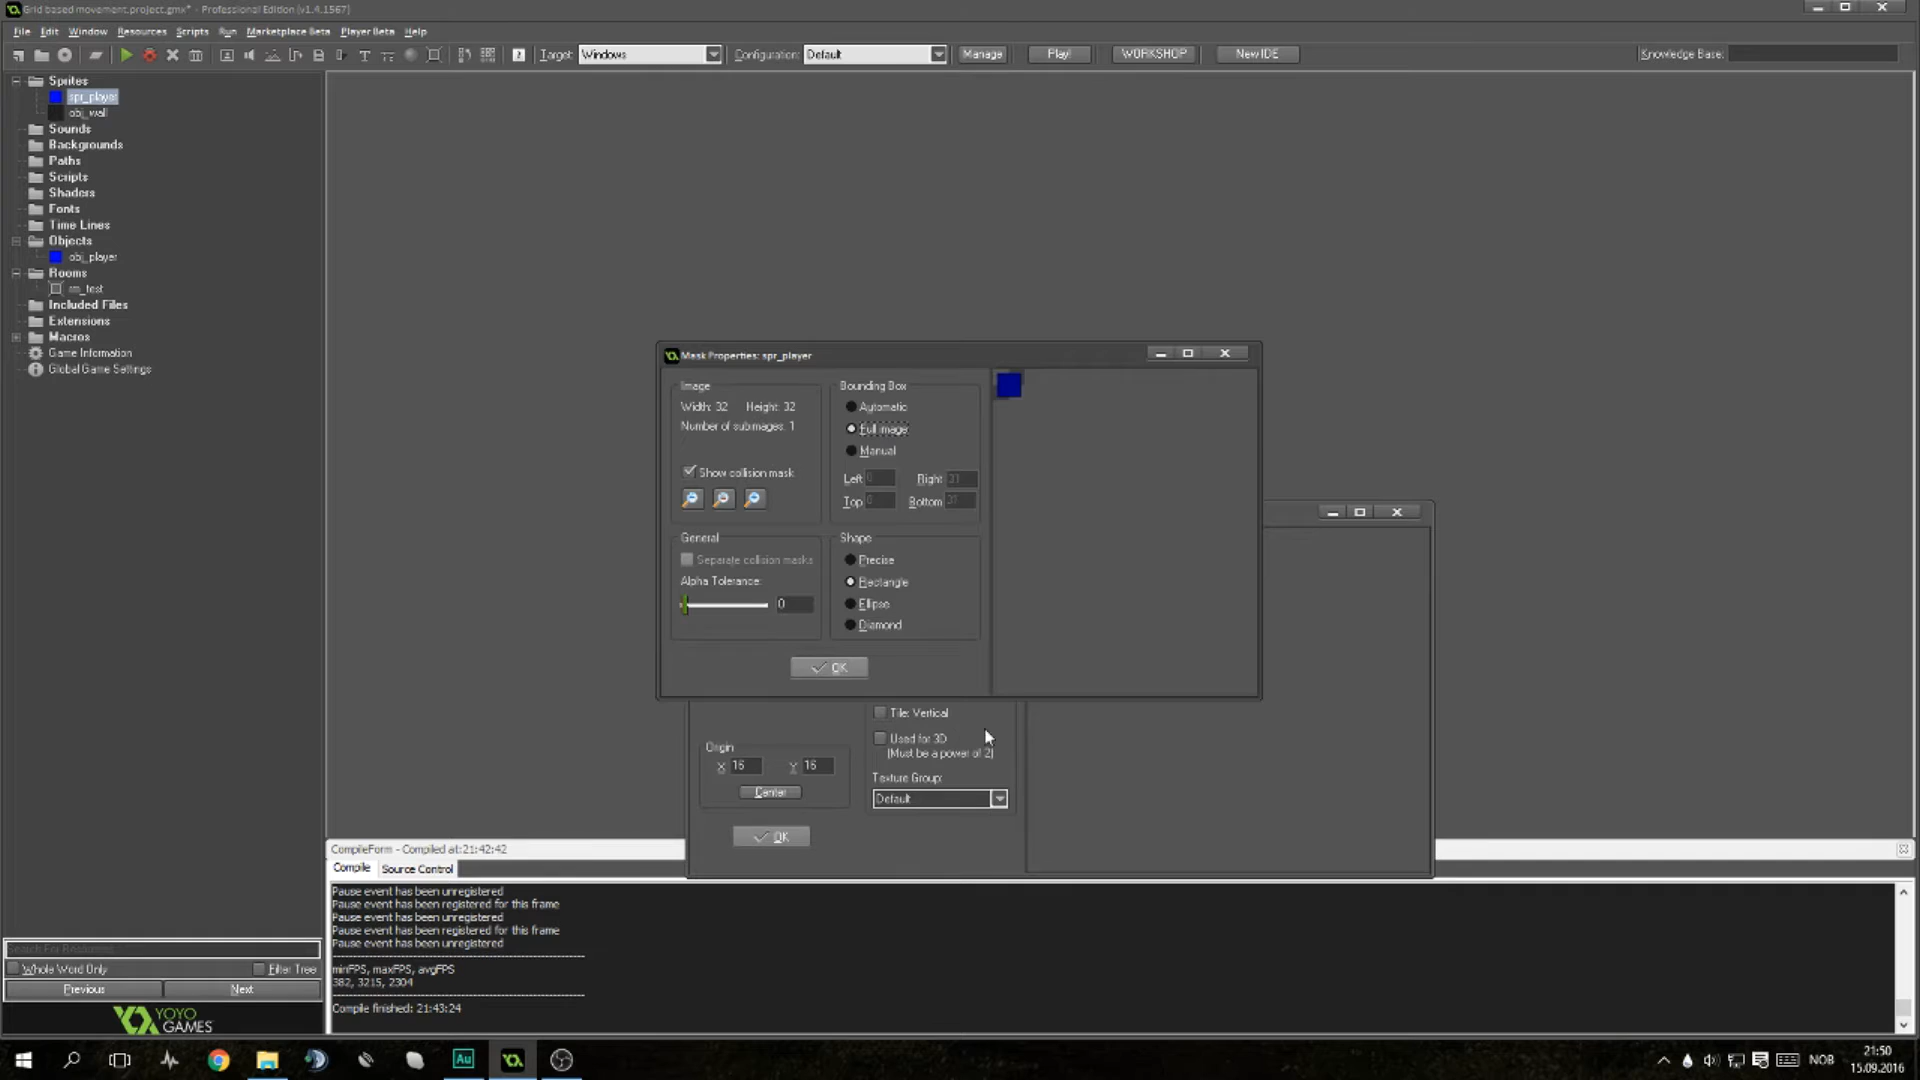 Grid based movement.project.gmx* - Professional Edition (v1.4.1567)
File Edit Window Resources Scripts Run Marketplace Beta Player Beta Help
Target: Windows Configuration: Default Manage Play! WORKSHOP New IDE Knowledge Base:
Sprites
spr_player
obj_wall
Sounds
Backgrounds
Paths
Scripts
Shaders
Fonts
Time Lines
Objects
obj_player
Rooms
rm_test
Included Files
Extensions
Macros
Game Information
Global Game Settings
Mask Properties: spr_player
Image
Width: 32 Height: 32
Number of subimages: 1
Show collision mask
Bounding Box
Automatic
Full image
Manual
Left 0 Right 31
Top 0 Bottom 31
General
Separate collision masks
Alpha Tolerance:
0
Shape
Precise
Rectangle
Ellipse
Diamond
OK
Tile: Vertical
Used for 3D
(Must be a power of 2)
Origin
X 16 Y 16
Center
Texture Group:
Default
OK
CompileForm - Compiled at:21:42:42
Compile Source Control
Pause event has been unregistered
Pause event has been registered for this frame
Pause event has been unregistered
Pause event has been registered for this frame
Pause event has been unregistered
minFPS, maxFPS, avgFPS
382, 3215, 2304
Compile finished: 21:43:24
Search For Resources
Whole Word Only Filter Tree
Previous Next
YOYO
GAMES
Au
NOB
21:50
15.09.2016